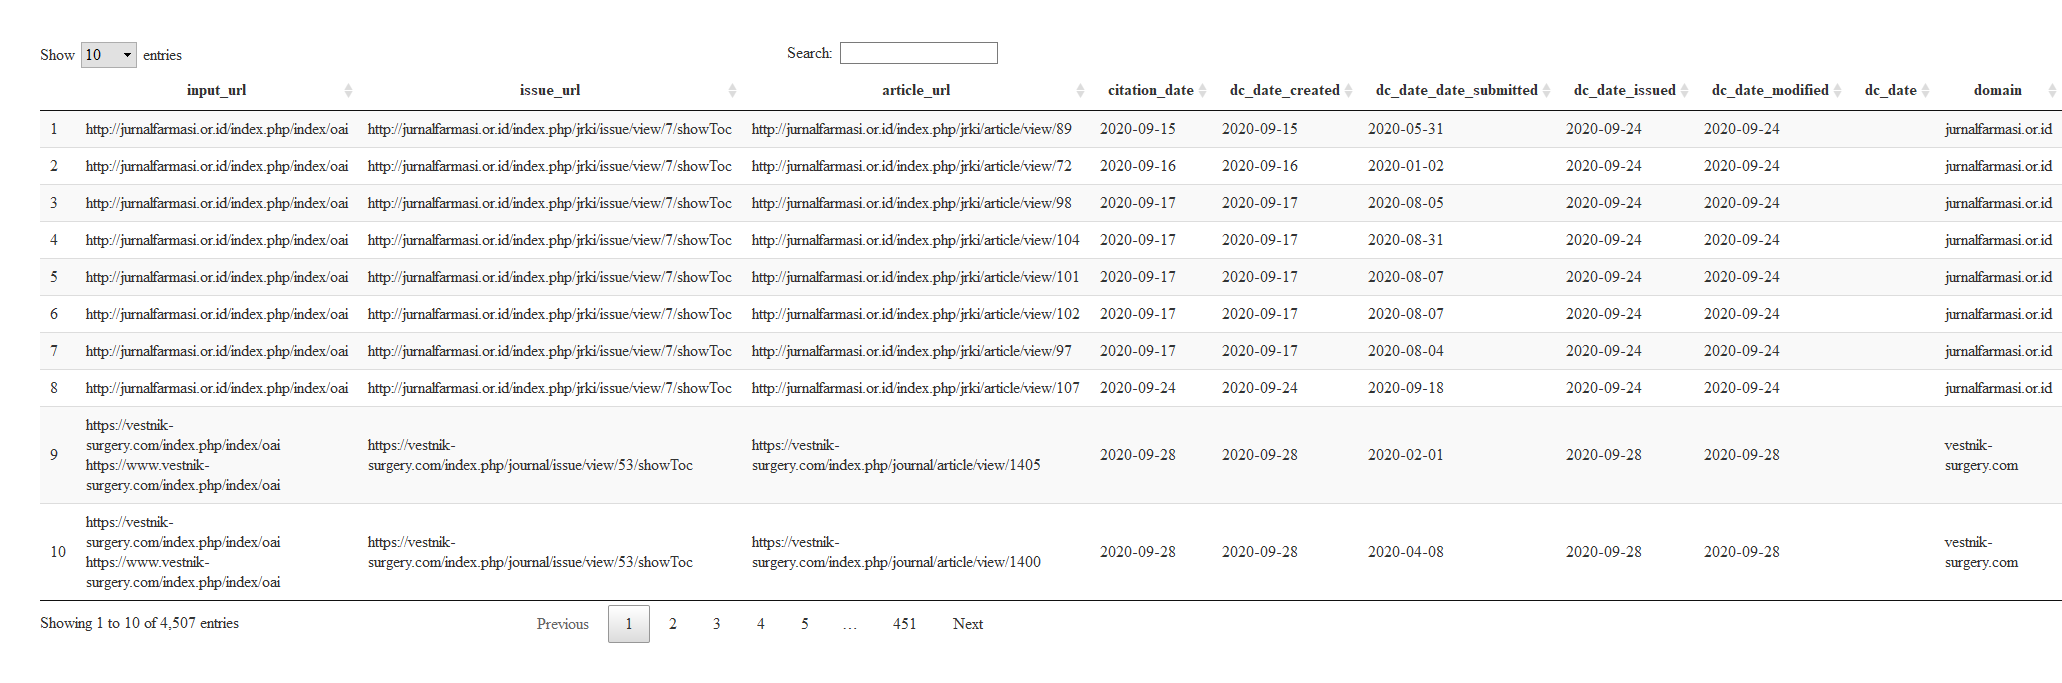 Show 10 entries Search:
input_url issue_url article_url citation_date dc_date_created dc_date_date_submitted dc_date_issued dc_date_modified dc_date domain
1 http://jurnalfarmasi.or.id/index.php/index/oai http://jurnalfarmasi.or.id/index.php/jrki/issue/view/7/showToc http://jurnalfarmasi.or.id/index.php/jrki/article/view/89 2020-09-15 2020-09-15 2020-05-31 2020-09-24 2020-09-24 jurnalfarmasi.or.id
2 http://jurnalfarmasi.or.id/index.php/index/oai http://jurnalfarmasi.or.id/index.php/jrki/issue/view/7/showToc http://jurnalfarmasi.or.id/index.php/jrki/article/view/72 2020-09-16 2020-09-16 2020-01-02 2020-09-24 2020-09-24 jurnalfarmasi.or.id
3 http://jurnalfarmasi.or.id/index.php/index/oai http://jurnalfarmasi.or.id/index.php/jrki/issue/view/7/showToc http://jurnalfarmasi.or.id/index.php/jrki/article/view/98 2020-09-17 2020-09-17 2020-08-05 2020-09-24 2020-09-24 jurnalfarmasi.or.id
4 http://jurnalfarmasi.or.id/index.php/index/oai http://jurnalfarmasi.or.id/index.php/jrki/issue/view/7/showToc http://jurnalfarmasi.or.id/index.php/jrki/article/view/104 2020-09-17 2020-09-17 2020-08-31 2020-09-24 2020-09-24 jurnalfarmasi.or.id
5 http://jurnalfarmasi.or.id/index.php/index/oai http://jurnalfarmasi.or.id/index.php/jrki/issue/view/7/showToc http://jurnalfarmasi.or.id/index.php/jrki/article/view/101 2020-09-17 2020-09-17 2020-08-07 2020-09-24 2020-09-24 jurnalfarmasi.or.id
6 http://jurnalfarmasi.or.id/index.php/index/oai http://jurnalfarmasi.or.id/index.php/jrki/issue/view/7/showToc http://jurnalfarmasi.or.id/index.php/jrki/article/view/102 2020-09-17 2020-09-17 2020-08-07 2020-09-24 2020-09-24 jurnalfarmasi.or.id
7 http://jurnalfarmasi.or.id/index.php/index/oai http://jurnalfarmasi.or.id/index.php/jrki/issue/view/7/showToc http://jurnalfarmasi.or.id/index.php/jrki/article/view/97 2020-09-17 2020-09-17 2020-08-04 2020-09-24 2020-09-24 jurnalfarmasi.or.id
8 http://jurnalfarmasi.or.id/index.php/index/oai http://jurnalfarmasi.or.id/index.php/jrki/issue/view/7/showToc http://jurnalfarmasi.or.id/index.php/jrki/article/view/107 2020-09-24 2020-09-24 2020-09-18 2020-09-24 2020-09-24 jurnalfarmasi.or.id
9
https://vestnik-
surgery.com/index.php/index/oai
https://www.vestnik-
surgery.com/index.php/index/oai
https://vestnik-
surgery.com/index.php/journal/issue/view/53/showToc
https://vestnik-
surgery.com/index.php/journal/article/view/1405
2020-09-28 2020-09-28 2020-02-01 2020-09-28 2020-09-28
vestnik-
surgery.com
10
https://vestnik-
surgery.com/index.php/index/oai
https://www.vestnik-
surgery.com/index.php/index/oai
https://vestnik-
surgery.com/index.php/journal/issue/view/53/showToc
https://vestnik-
surgery.com/index.php/journal/article/view/1400
2020-09-28 2020-09-28 2020-04-08 2020-09-28 2020-09-28
vestnik-
surgery.com
Showing 1 to 10 of 4,507 entries Previous 1 2 3 4 5 … 451 Next